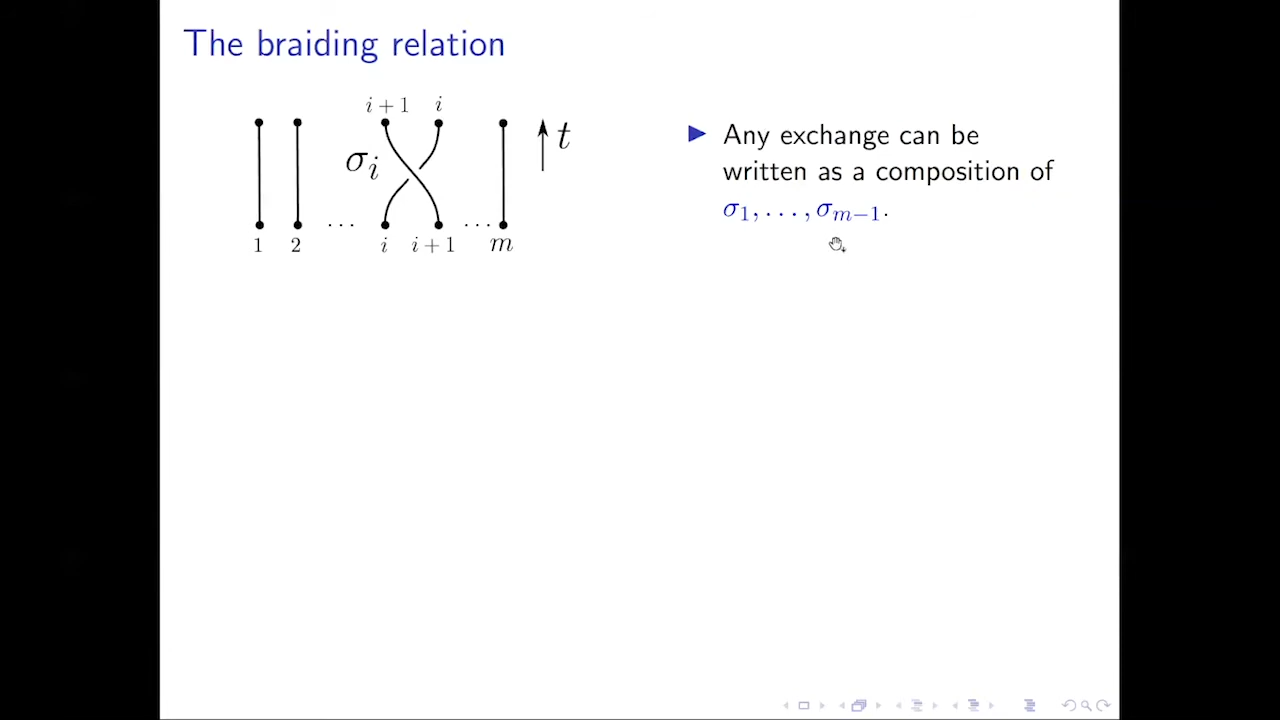 The braiding relation
i + 1 i
σ_i
t
1 2 ⋯ i i + 1 ⋯ m
Any exchange can be
written as a composition of
σ_1, . . . , σ_{m−1}.